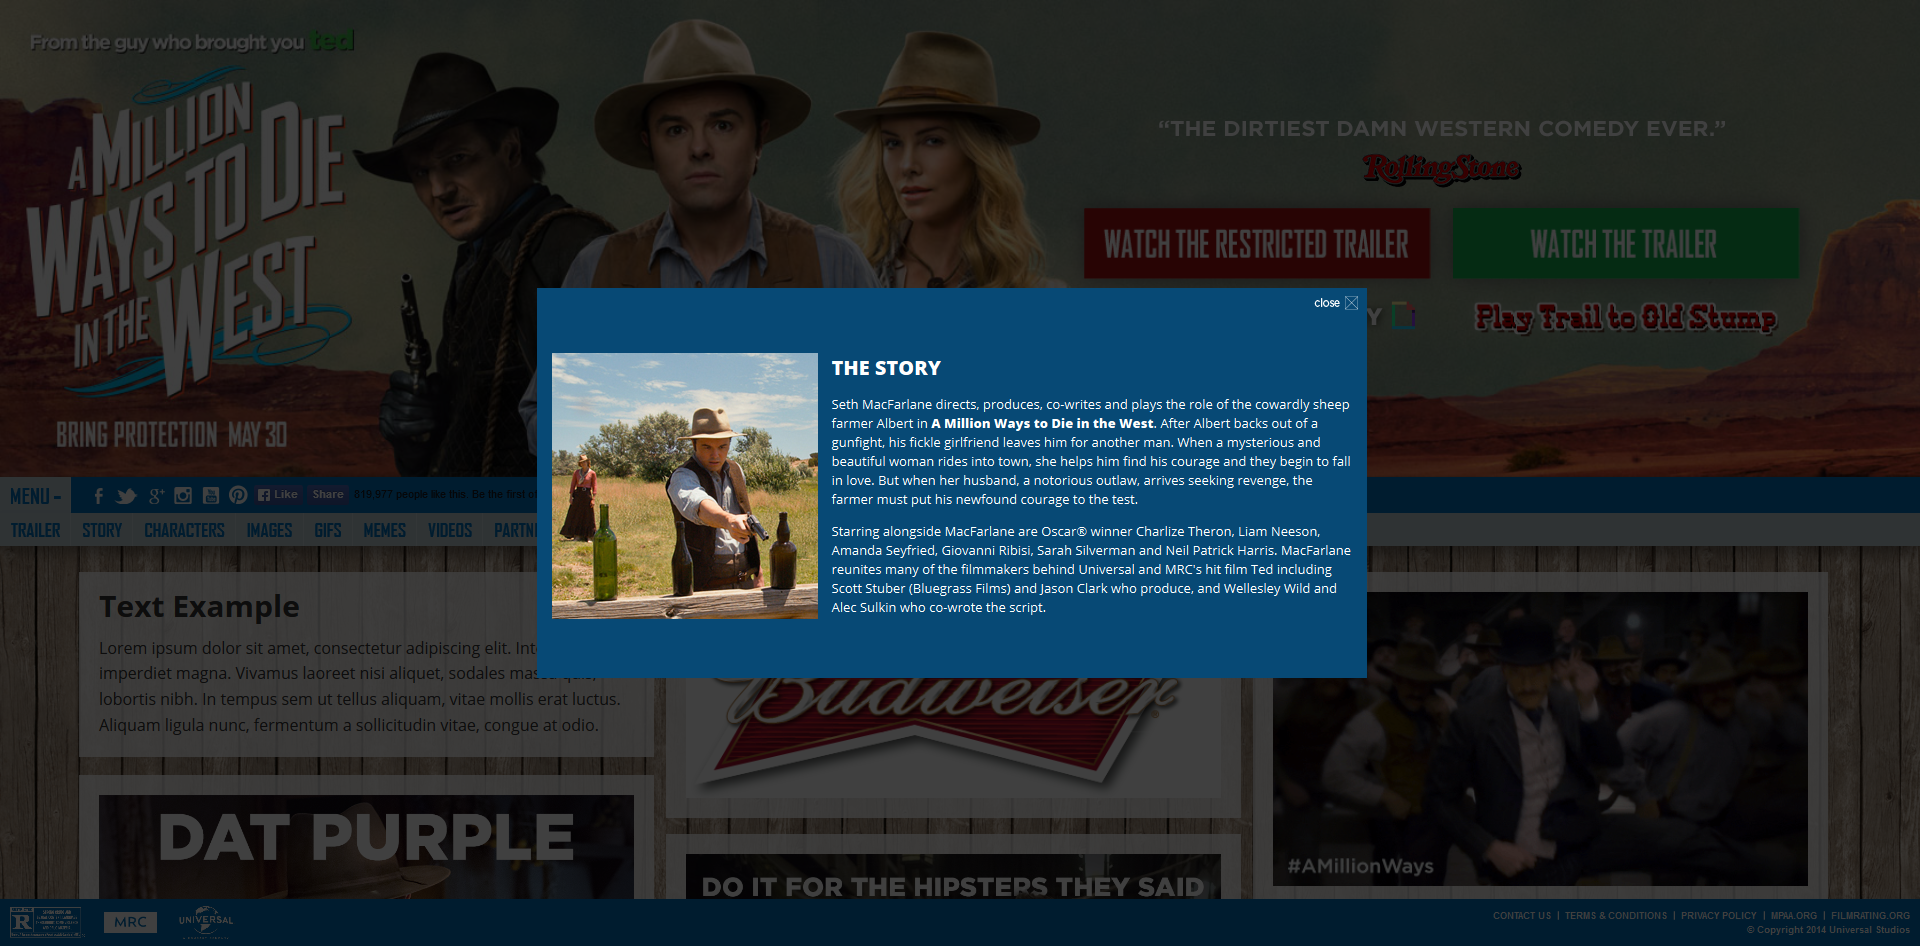 From the guy who brought you ted
A MILLION
WAYS TO DIE
IN THE WEST
BRING PROTECTION MAY 30
“THE DIRTIEST DAMN WESTERN COMEDY EVER.”
RollingStone
WATCH THE RESTRICTED TRAILER
WATCH THE TRAILER
Y
Play Trail to Old Stump
close
THE STORY
Seth MacFarlane directs, produces, co-writes and plays the role of the cowardly sheep
farmer Albert in A Million Ways to Die in the West. After Albert backs out of a
gunfight, his fickle girlfriend leaves him for another man. When a mysterious and
beautiful woman rides into town, she helps him find his courage and they begin to fall
in love. But when her husband, a notorious outlaw, arrives seeking revenge, the
farmer must put his newfound courage to the test.
Starring alongside MacFarlane are Oscar® winner Charlize Theron, Liam Neeson,
Amanda Seyfried, Giovanni Ribisi, Sarah Silverman and Neil Patrick Harris. MacFarlane
reunites many of the filmmakers behind Universal and MRC's hit film Ted including
Scott Stuber (Bluegrass Films) and Jason Clark who produce, and Wellesley Wild and
Alec Sulkin who co-wrote the script.
MENU -
Like Share 819,977 people like this. Be the first of
TRAILER STORY CHARACTERS IMAGES GIFS MEMES VIDEOS PARTN
Text Example
Lorem ipsum dolor sit amet, consectetur adipiscing elit. Int
imperdiet magna. Vivamus laoreet nisi aliquet, sodales massa quis,
lobortis nibh. In tempus sem ut tellus aliquam, vitae mollis erat luctus.
Aliquam ligula nunc, fermentum a sollicitudin vitae, congue at odio.
DAT PURPLE
Budweiser
DO IT FOR THE HIPSTERS THEY SAID
#AMillionWays
R
MRC
UNIVERSAL
CONTACT US | TERMS & CONDITIONS | PRIVACY POLICY | MPAA.ORG | FILMRATING.ORG
© Copyright 2014 Universal Studios